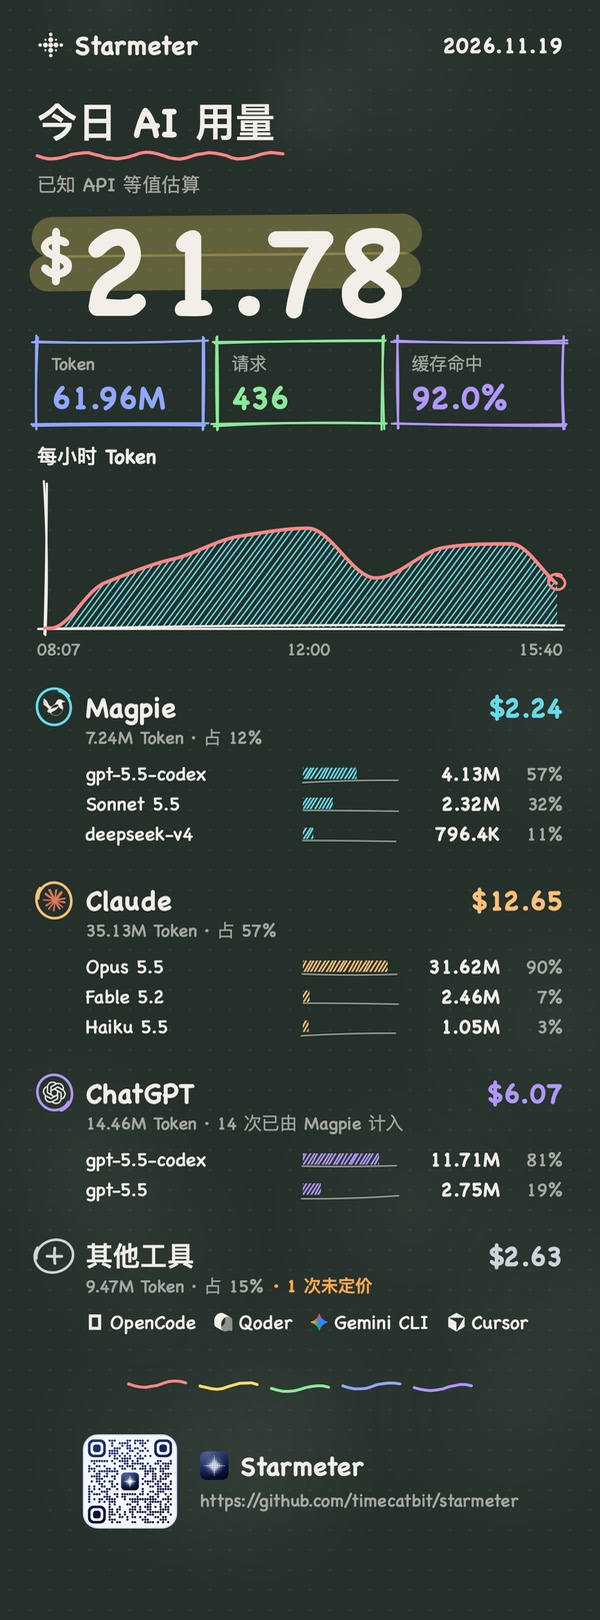 Starmeter
2026.11.19
今日 AI 用量
已知 API 等值估算
$21.78
Token
61.96M
请求
436
缓存命中
92.0%
每小时 Token
08:07 12:00 15:40
Magpie $2.24
7.24M Token · 占 12%
gpt-5.5-codex 4.13M 57%
Sonnet 5.5 2.32M 32%
deepseek-v4 796.4K 11%
Claude $12.65
35.13M Token · 占 57%
Opus 5.5 31.62M 90%
Fable 5.2 2.46M 7%
Haiku 5.5 1.05M 3%
ChatGPT $6.07
14.46M Token · 14 次已由 Magpie 计入
gpt-5.5-codex 11.71M 81%
gpt-5.5 2.75M 19%
其他工具 $2.63
9.47M Token · 占 15% · 1 次未定价
OpenCode Qoder Gemini CLI Cursor
Starmeter
https://github.com/timecatbit/starmeter